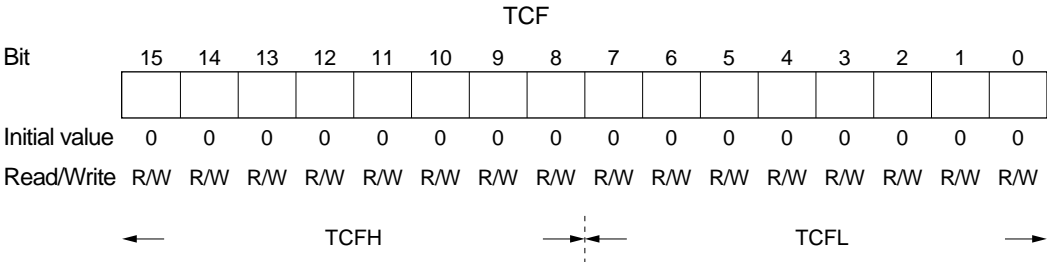 TCF
Bit 15 14 13 12 11 10 9 8 7 6 5 4 3 2 1 0
Initial value 0 0 0 0 0 0 0 0 0 0 0 0 0 0 0 0
Read/Write R/W R/W R/W R/W R/W R/W R/W R/W R/W R/W R/W R/W R/W R/W R/W R/W
TCFH TCFL